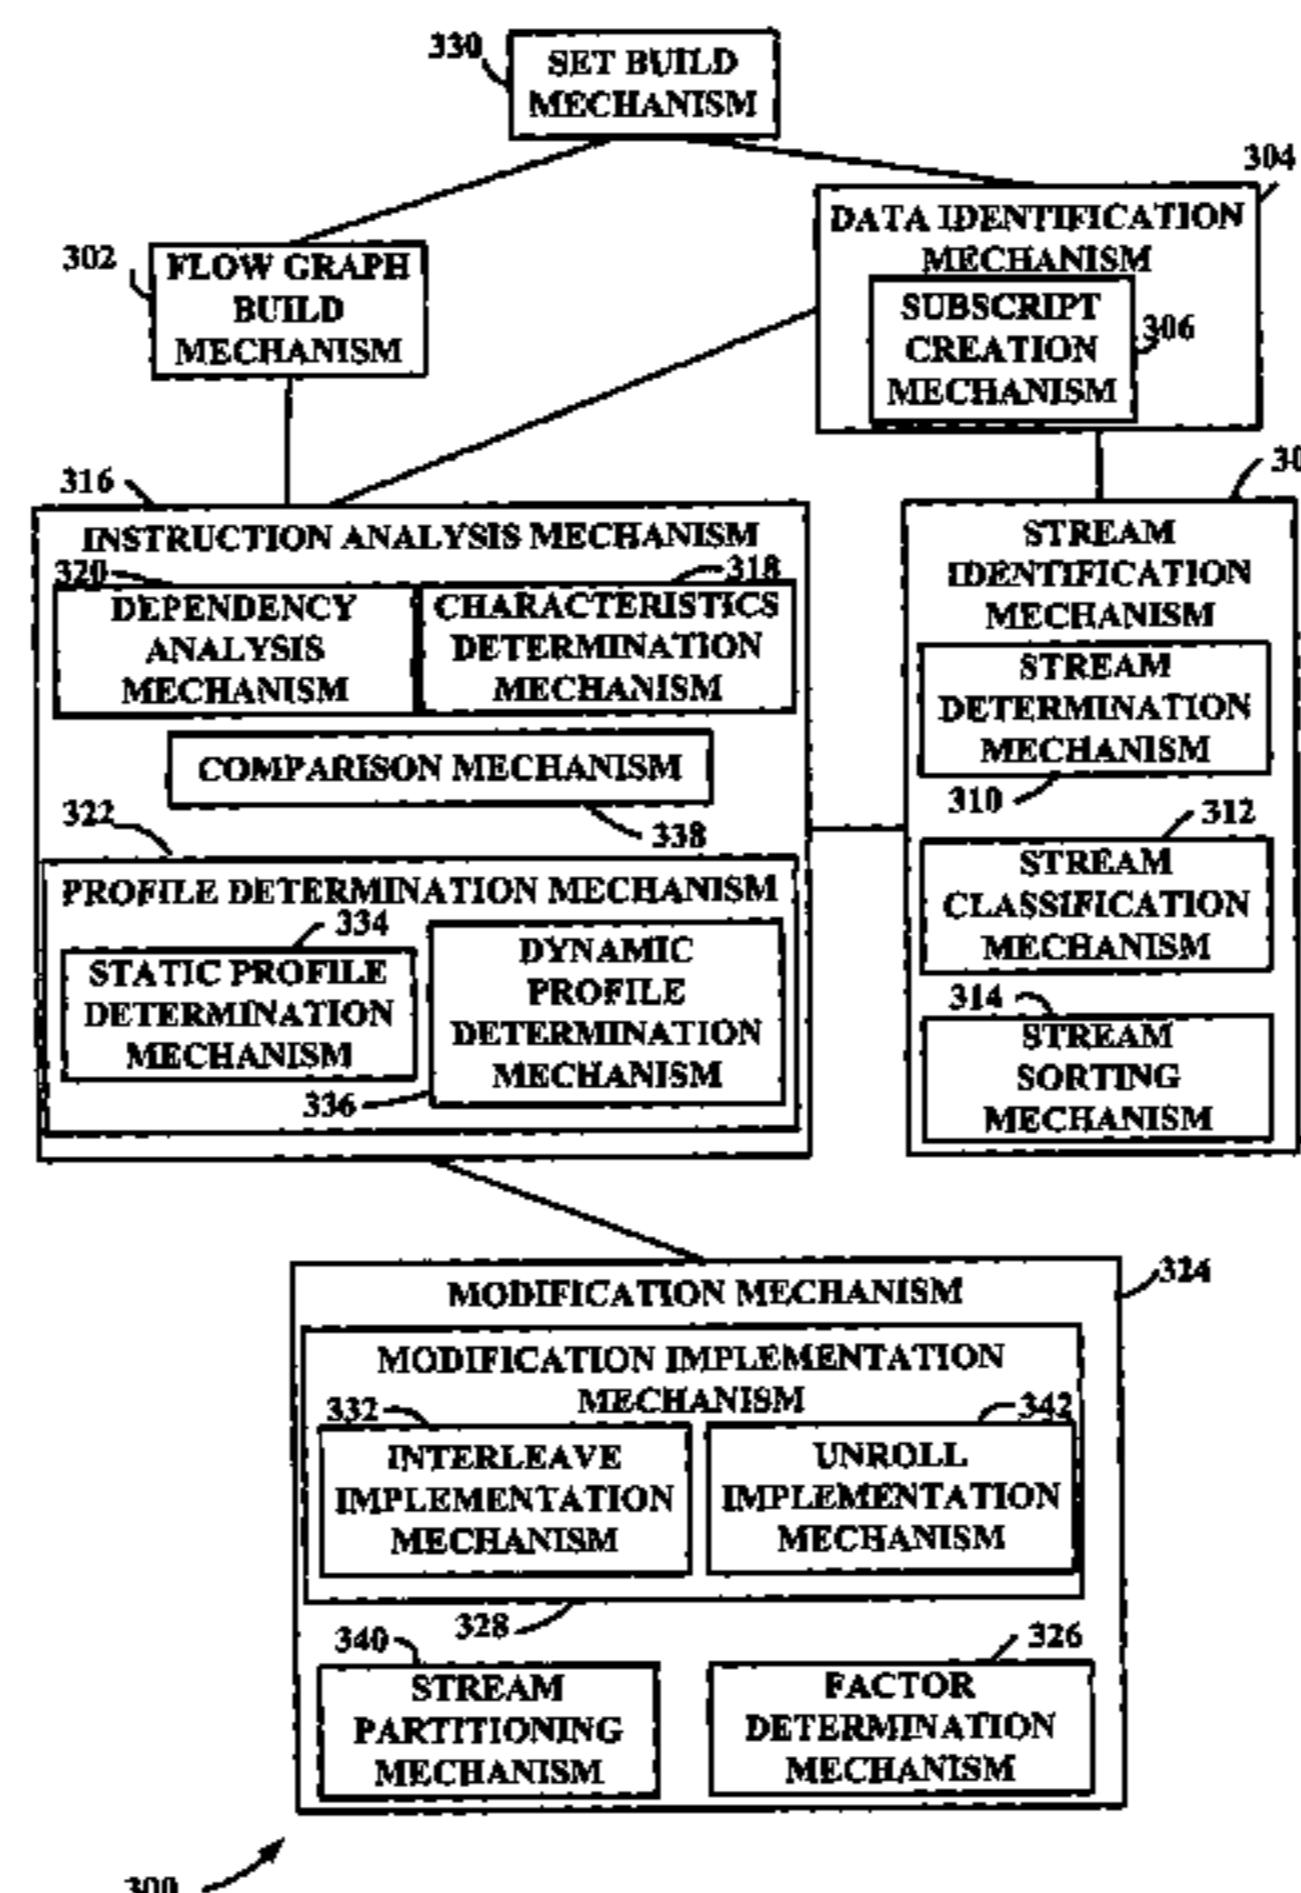 330
SET BUILD
MECHANISM
304
DATA IDENTIFICATION
MECHANISM
302
FLOW GRAPH
BUILD
MECHANISM
SUBSCRIPT
CREATION
MECHANISM
306
316
INSTRUCTION ANALYSIS MECHANISM
320
318
DEPENDENCY
ANALYSIS
MECHANISM
CHARACTERISTICS
DETERMINATION
MECHANISM
COMPARISON MECHANISM
338
322
PROFILE DETERMINATION MECHANISM
334
STATIC PROFILE
DETERMINATION
MECHANISM
DYNAMIC
PROFILE
DETERMINATION
MECHANISM
336
STREAM
IDENTIFICATION
MECHANISM
STREAM
DETERMINATION
MECHANISM
310
312
STREAM
CLASSIFICATION
MECHANISM
314
STREAM
SORTING
MECHANISM
324
MODIFICATION MECHANISM
MODIFICATION IMPLEMENTATION
MECHANISM
332
342
INTERLEAVE
IMPLEMENTATION
MECHANISM
UNROLL
IMPLEMENTATION
MECHANISM
328
340
326
STREAM
PARTITIONING
MECHANISM
FACTOR
DETERMINATION
MECHANISM
300